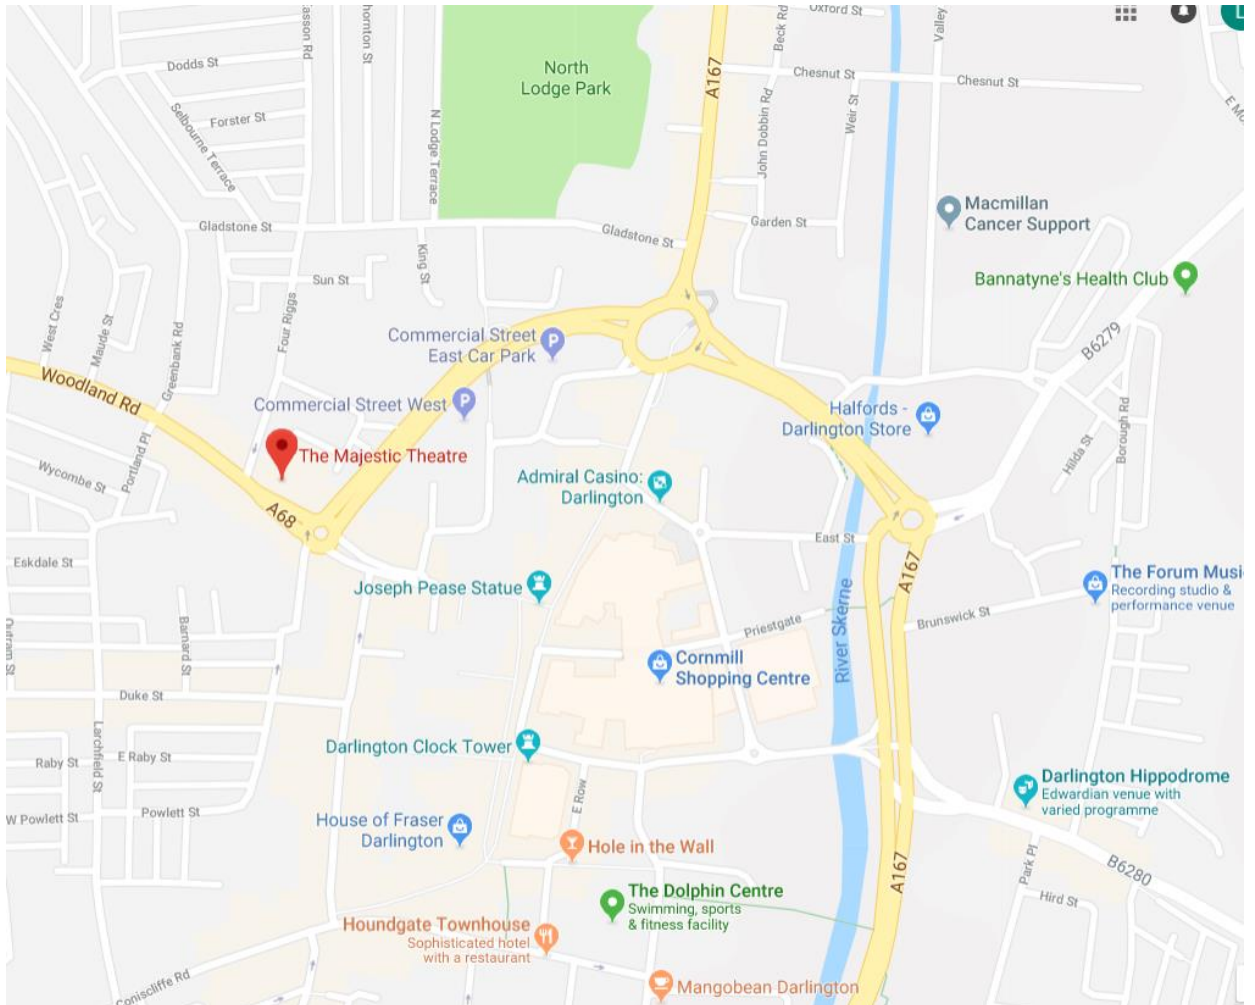 Oxford St
Beck Rd
Valley
D
Dodds St
asson Rd
hornton St
North
Lodge Park
A167
Chesnut St
Chesnut St
Weir St
John Dobbin Rd
Forster St
Selbourne Terrace
N Lodge Terrace
Garden St
Macmillan
Cancer Support
Gladstone St
Gladstone St
King St
Sun St
Bannatyne's Health Club
West Cres
Maude St
Greenbank Rd
Four Riggs
Commercial Street
East Car Park
P
B6279
Woodland Rd
Commercial Street West
P
Halfords -
Darlington Store
Borough Rd
Hilda St
The Majestic Theatre
Portland Pl
Wycombe St
Admiral Casino:
Darlington
A68
East St
Eskdale St
Joseph Pease Statue
A167
The Forum Musi
Recording studio &
performance venue
Brunswick St
Priestgate
River Skerne
Barnard St
Outram St
Cornmill
Shopping Centre
Duke St
Larchfield St
Darlington Clock Tower
Raby St
E Raby St
E Row
Darlington Hippodrome
Edwardian venue with
varied programme
W Powlett St
Powlett St
House of Fraser
Darlington
Hole in the Wall
A167
Park Pl
B6280
Hird St
The Dolphin Centre
Swimming, sports
& fitness facility
Houndgate Townhouse
Sophisticated hotel
with a restaurant
Coniscliffe Rd
Mangobean Darlington